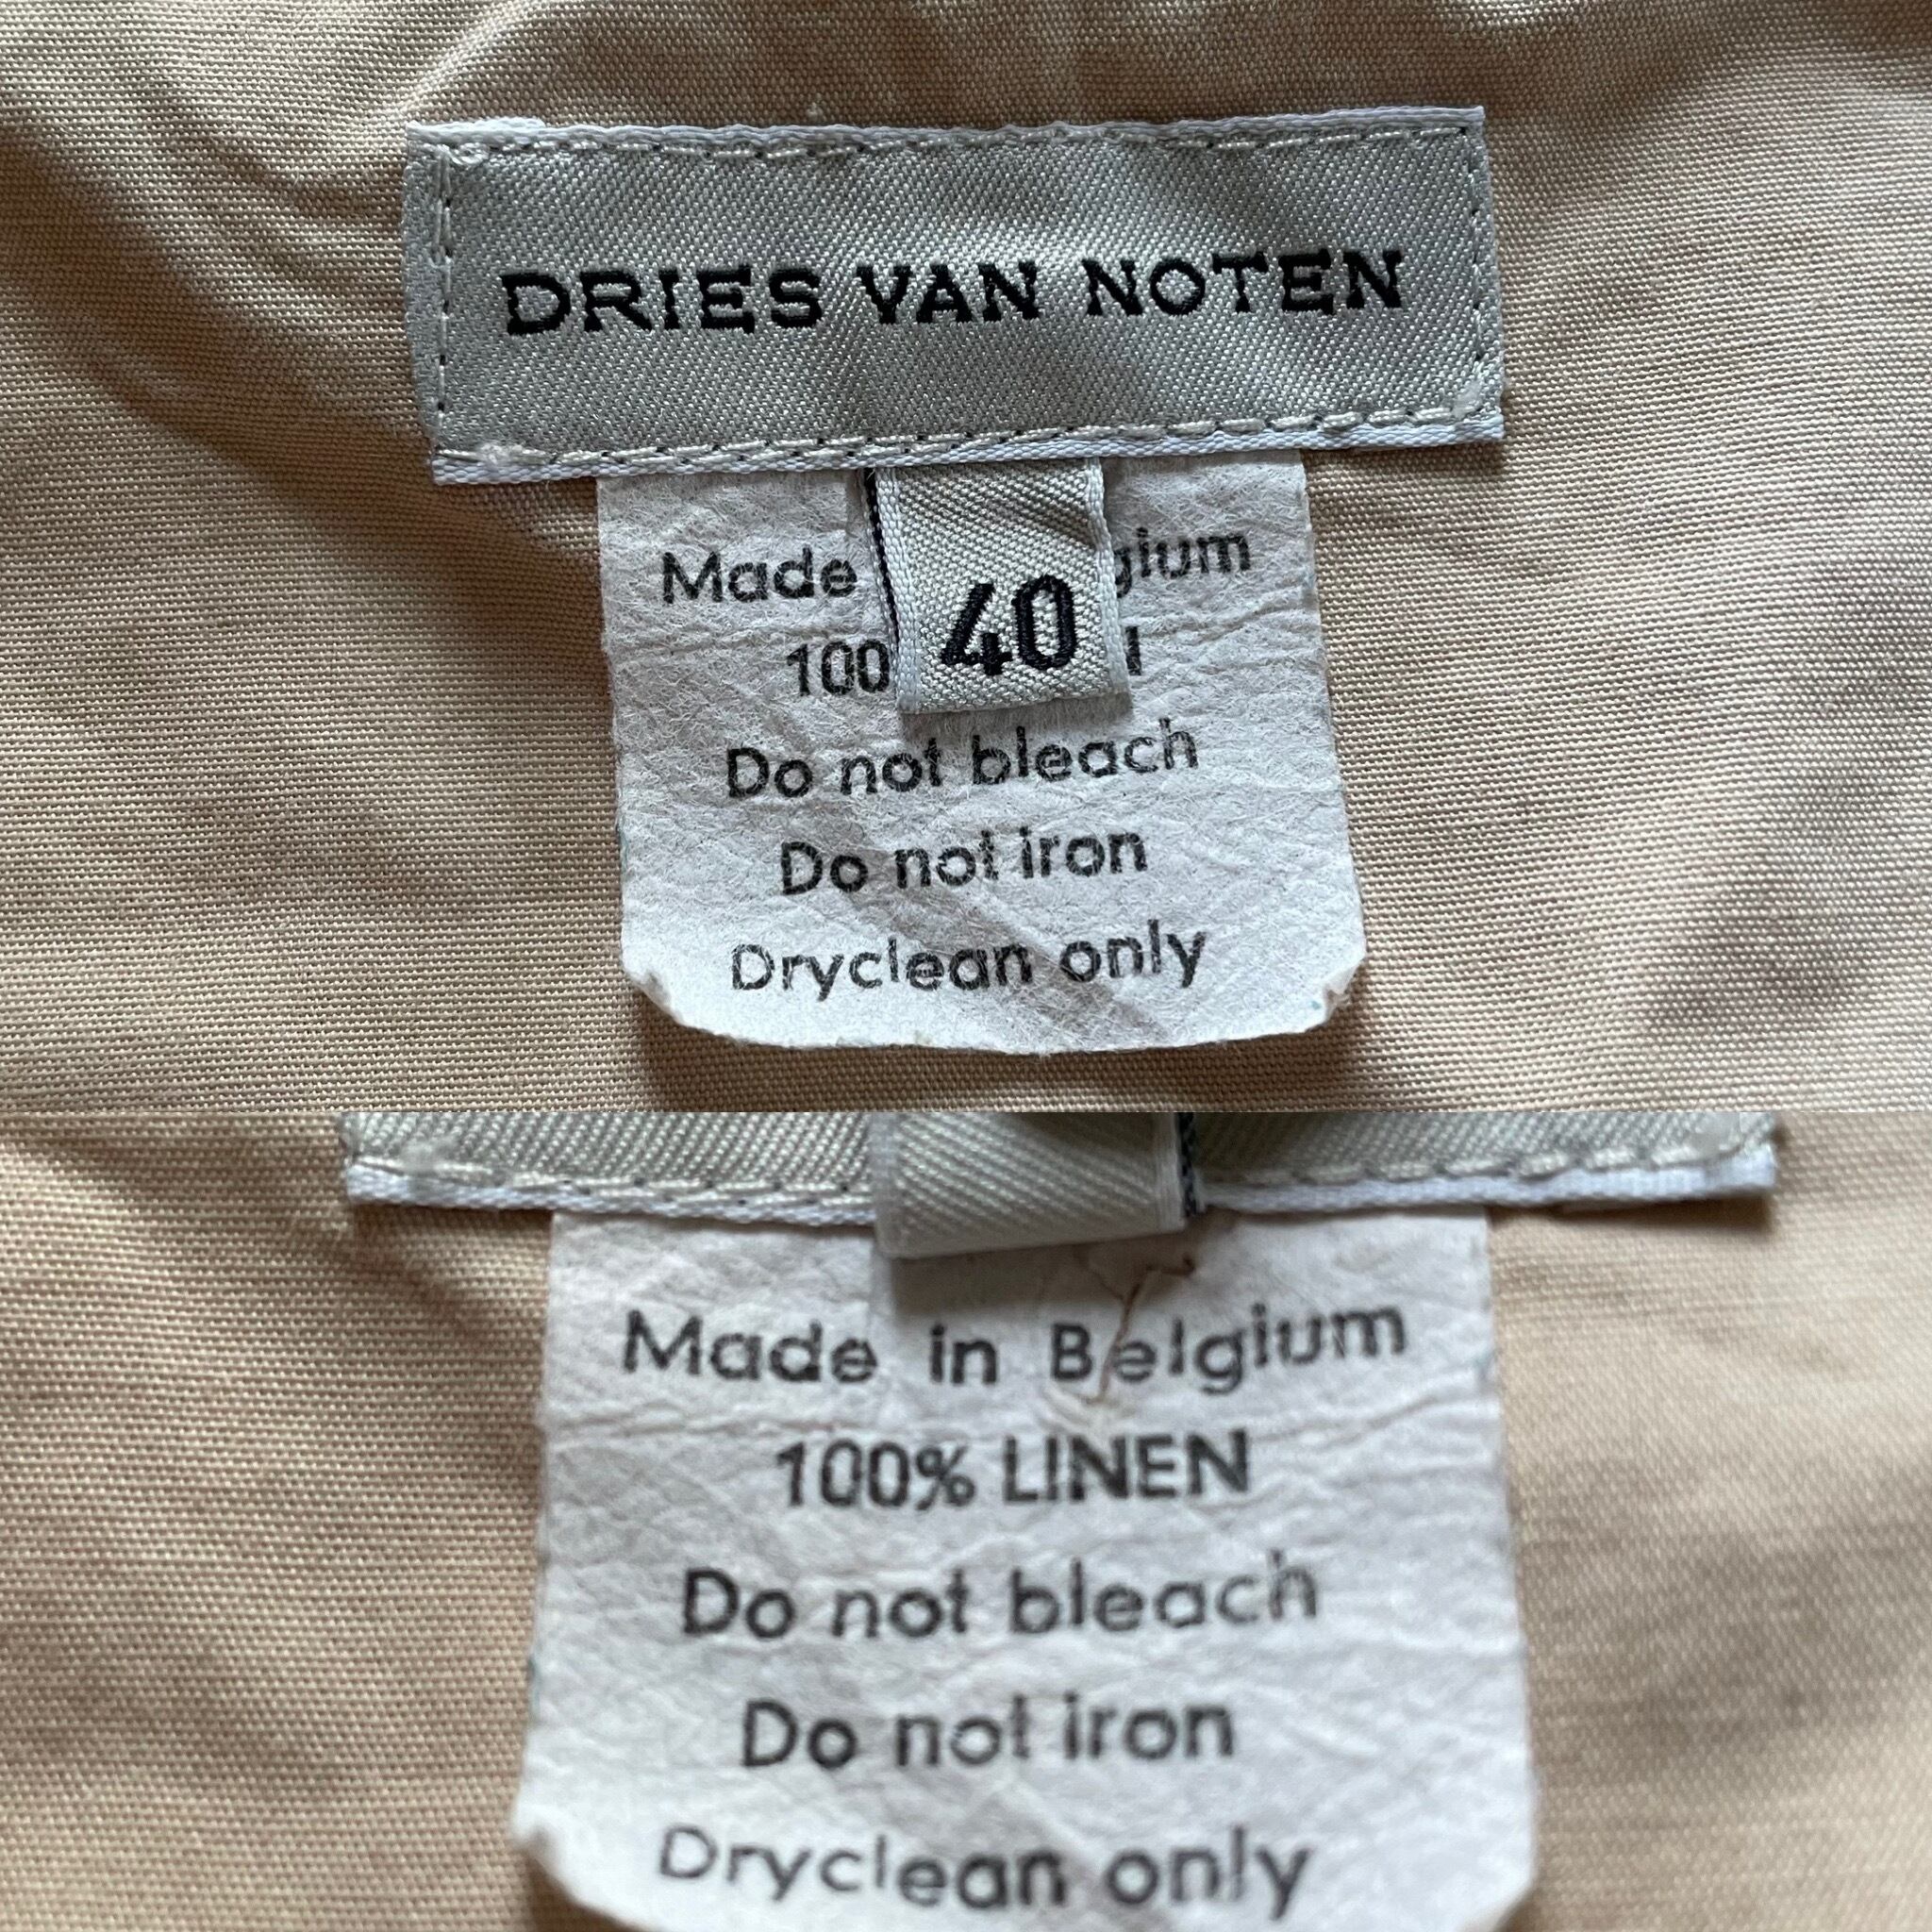 DRIES VAN NOTEN
40
Made gium
100
Do not bleach
Do not iron
Dryclean only
Made in Belgium
100% LINEN
Do not bleach
Do not iron
Dryclean only